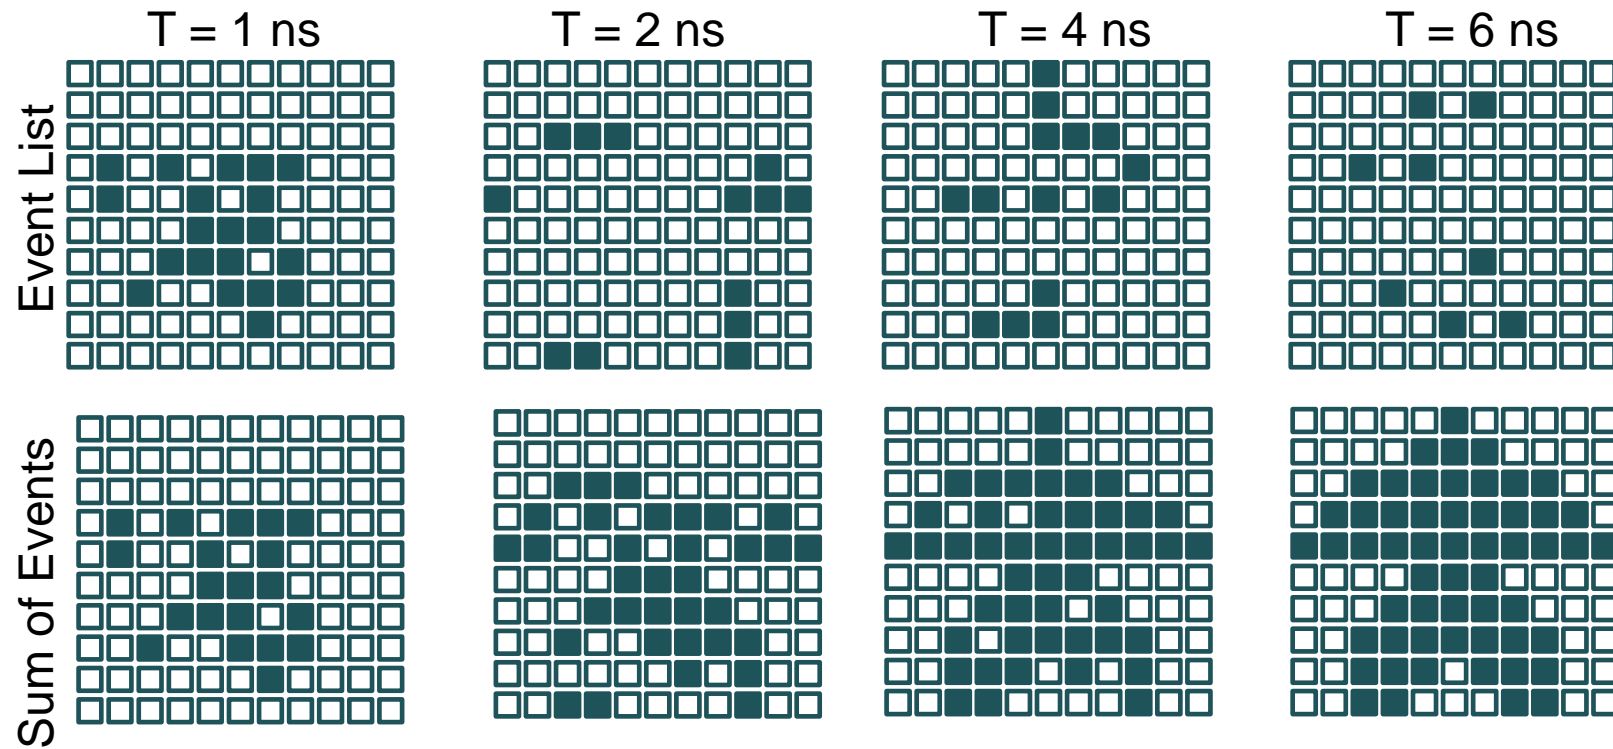 T = 1 ns
T = 2 ns
T = 4 ns
T = 6 ns
Event List
Sum of Events